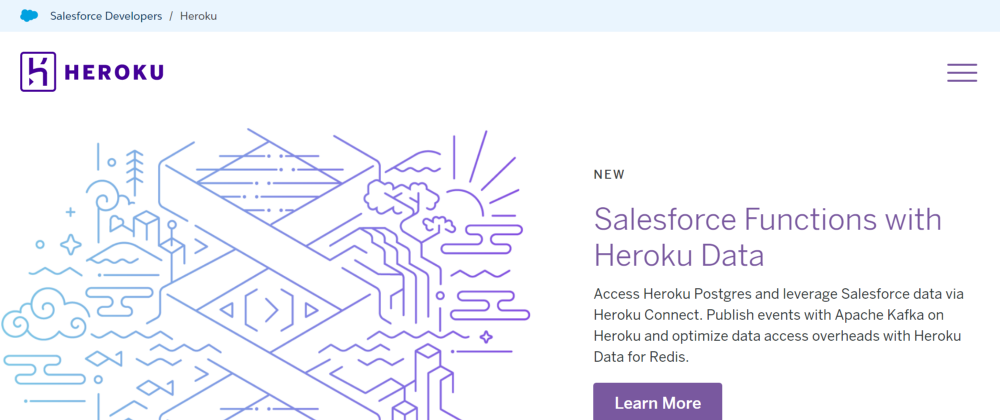 Salesforce Developers / Heroku
HEROKU
NEW
Salesforce Functions with
Heroku Data
Access Heroku Postgres and leverage Salesforce data via
Heroku Connect. Publish events with Apache Kafka on
Heroku and optimize data access overheads with Heroku
Data for Redis.
Learn More